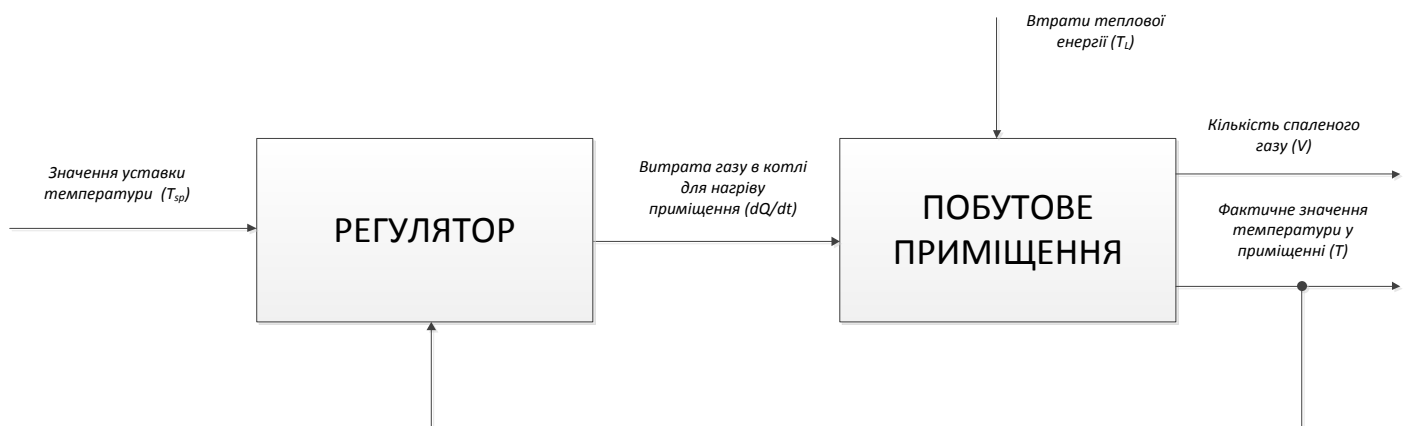 Втрати теплової
енергії (TL)
Кількість спаленого
газу (V)
Значення уставки
температури (Tsp)
Витрата газу в котлі
для нагріву
приміщення (dQ/dt)
РЕГУЛЯТОР
ПОБУТОВЕ
ПРИМІЩЕННЯ
Фактичне значення
температури у
приміщенні (T)